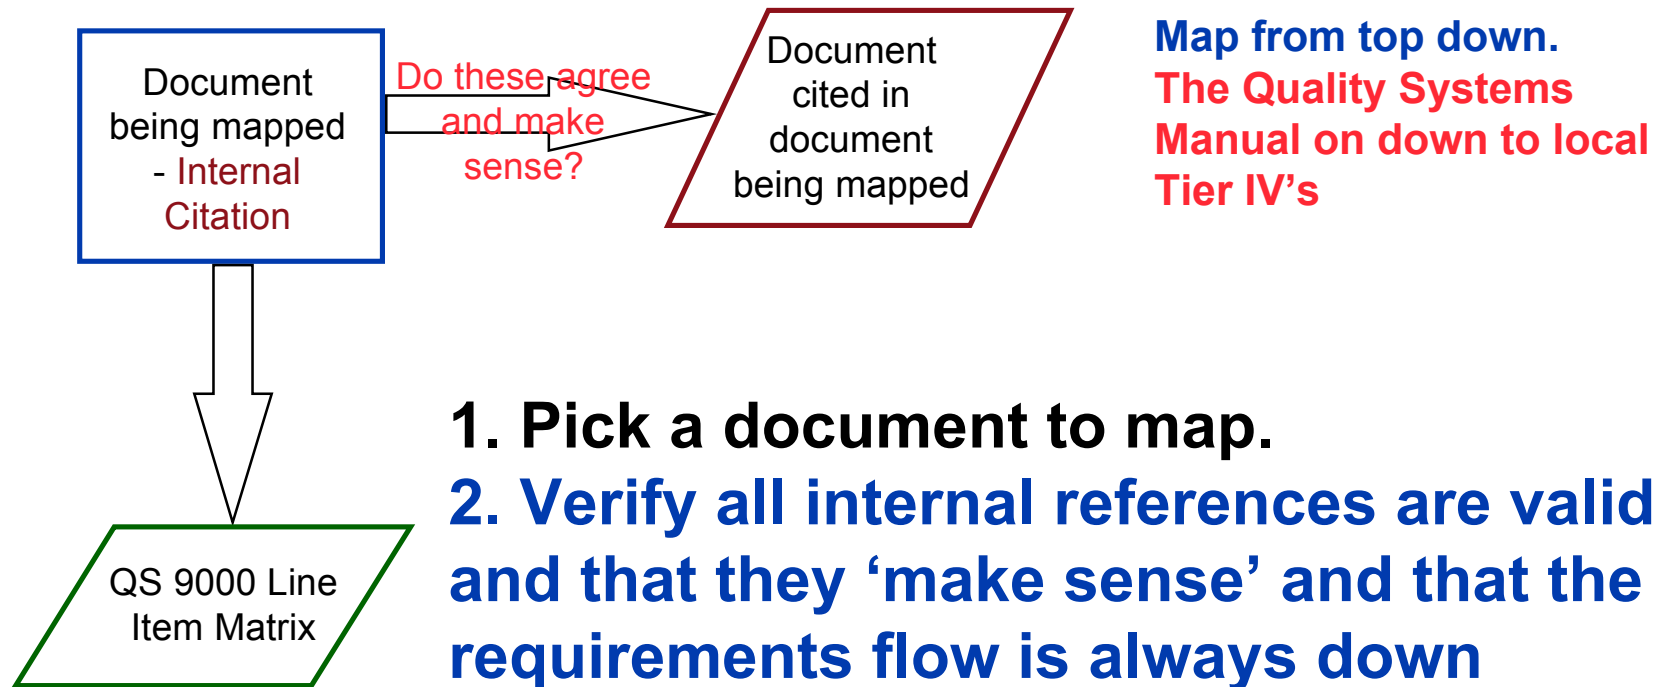 Document
being mapped
- Internal
Citation
Do these agree
and make
sense?
Document
cited in
document
being mapped
Map from top down.
The Quality Systems
Manual on down to local
Tier IV’s
QS 9000 Line
Item Matrix
1. Pick a document to map.
2. Verify all internal references are valid
and that they ‘make sense’ and that the
requirements flow is always down